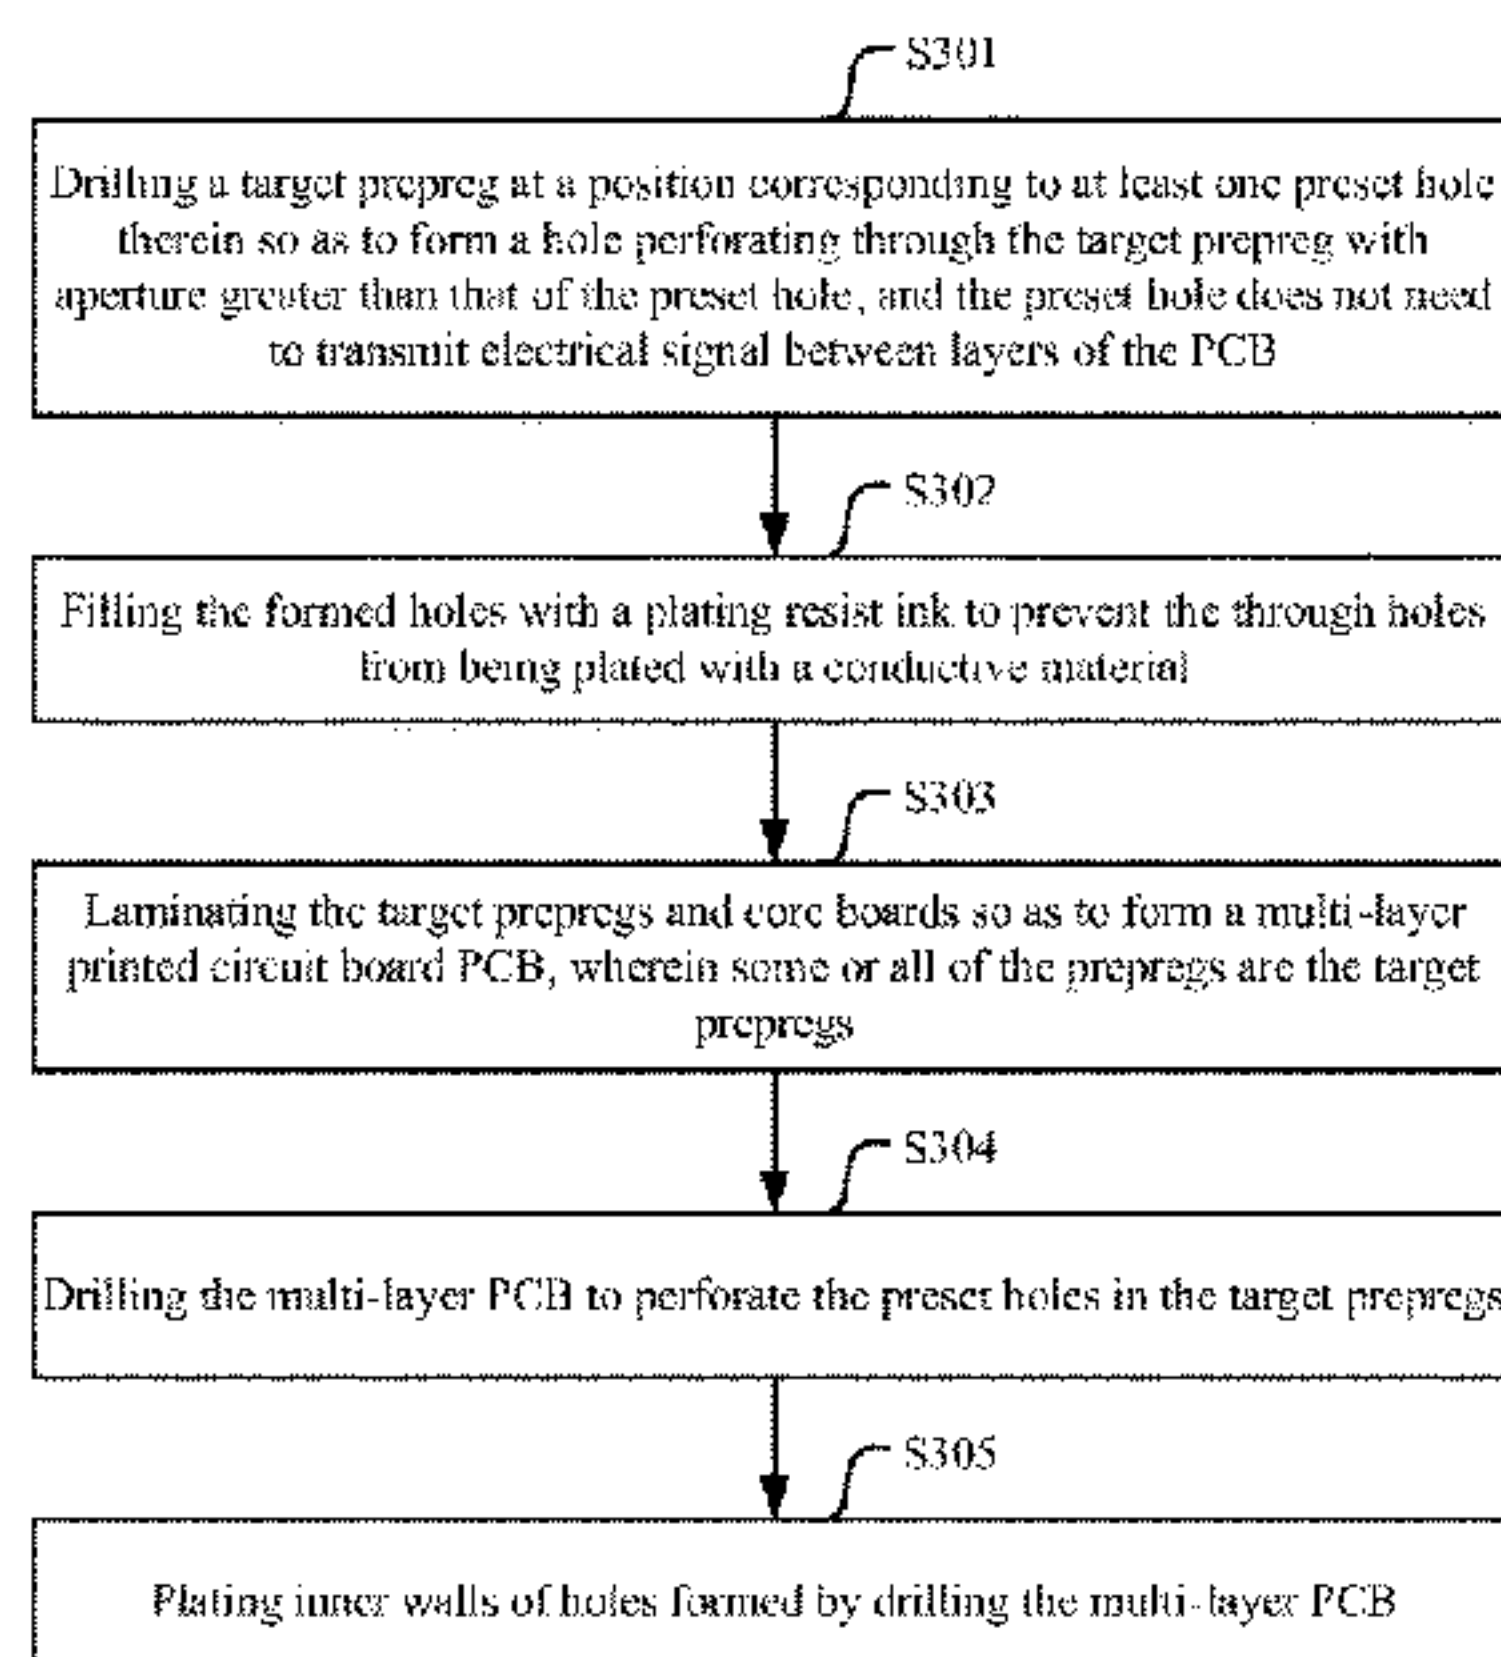 S301
Drilling a target prepreg at a position corresponding to at least one preset hole
therein so as to form a hole perforating through the target prepreg with
aperture greater than that of the preset hole, and the preset hole does not need
to transmit electrical signal between layers of the PCB
S302
Filling the formed holes with a plating resist ink to prevent the through holes
from being plated with a conductive material
S303
Laminating the target prepregs and core boards so as to form a multi-layer
printed circuit board PCB, wherein some or all of the prepregs are the target
prepregs
S304
Drilling the multi-layer PCB to perforate the preset holes in the target prepregs
S305
Plating inner walls of holes formed by drilling the multi-layer PCB